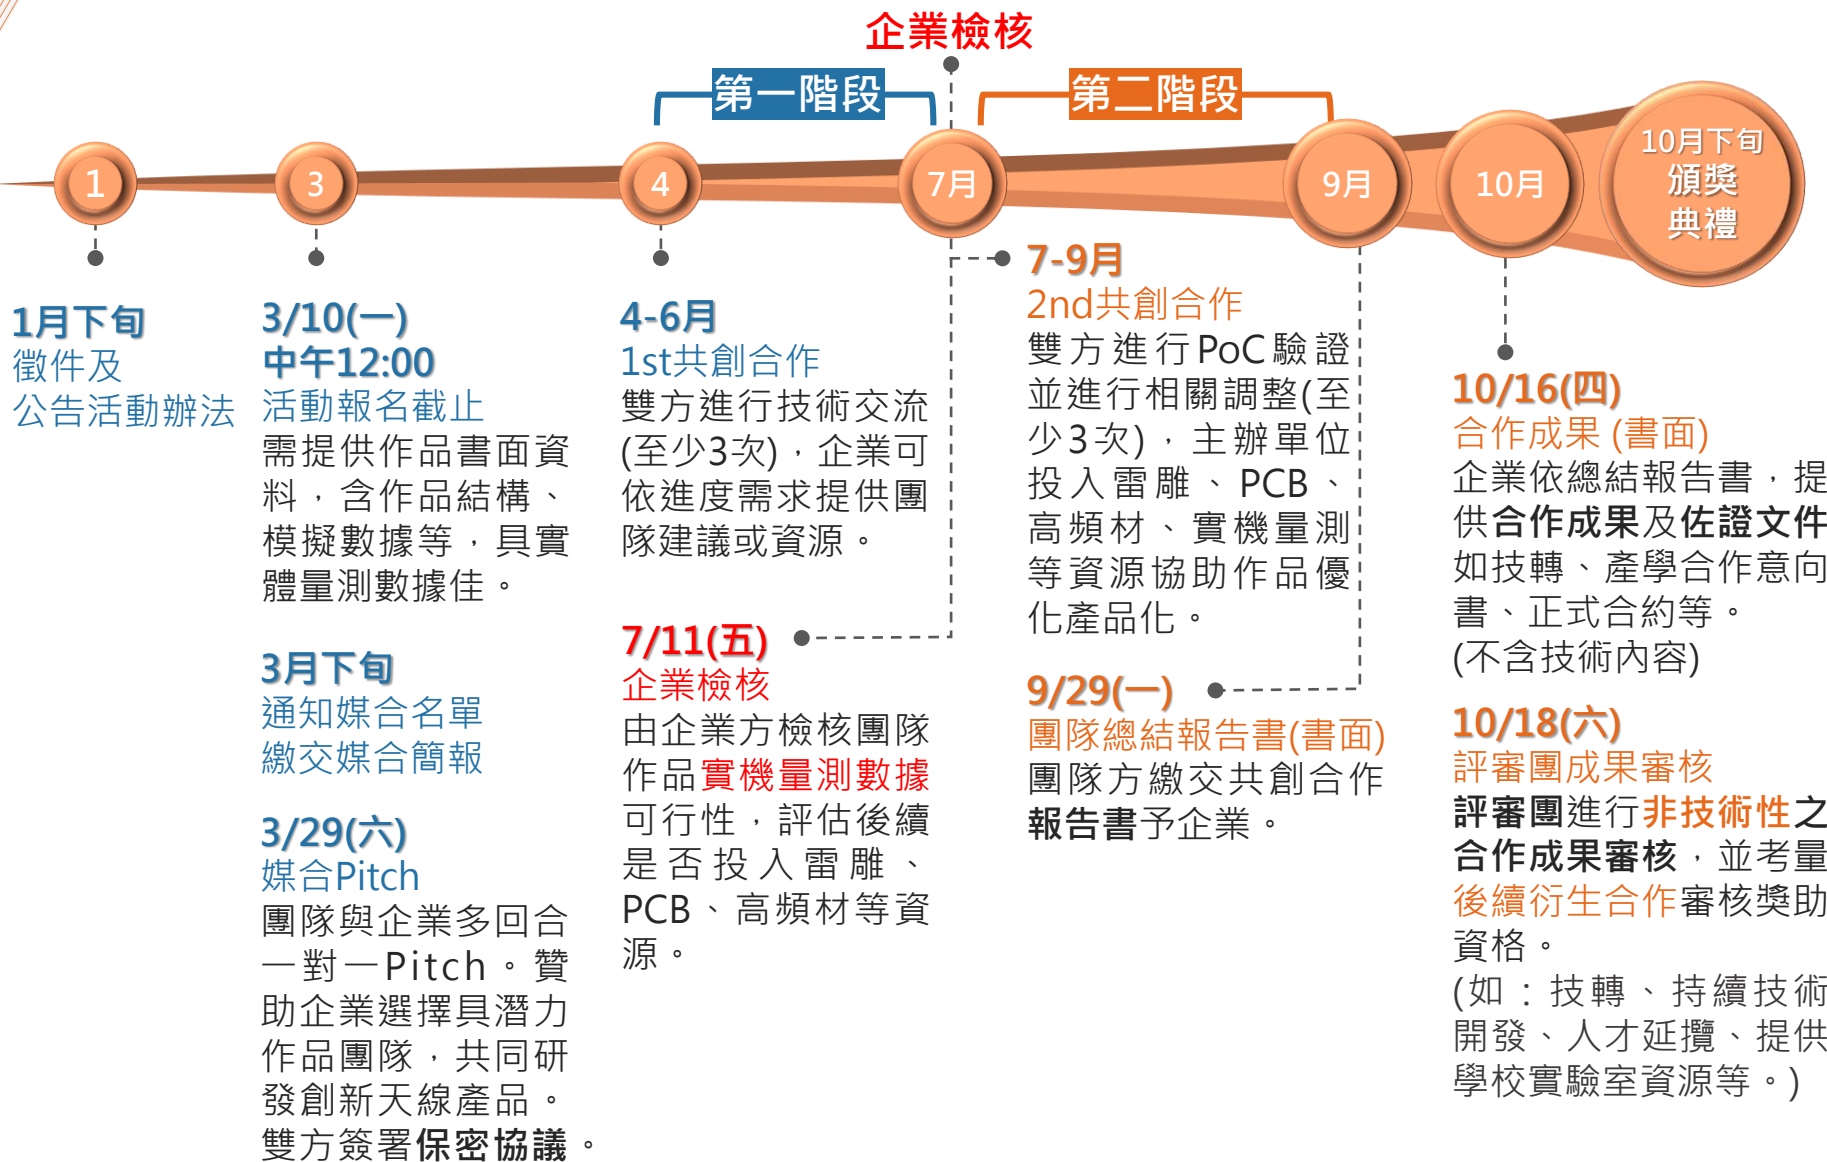 企業檢核
第一階段
第二階段
1
3
4
7月
9月
10月
10月下旬
頒獎
典禮
1月下旬
徵件及
公告活動辦法
3/10(一)
中午12:00
活動報名截止
需提供作品書面資
料，含作品結構、
模擬數據等，具實
體量測數據佳。
3月下旬
通知媒合名單
繳交媒合簡報
3/29(六)
媒合Pitch
團隊與企業多回合
一對一Pitch。贊
助企業選擇具潛力
作品團隊，共同研
發創新天線產品。
雙方簽署保密協議。
4-6月
1st共創合作
雙方進行技術交流
(至少3次)，企業可
依進度需求提供團
隊建議或資源。
7/11(五)
企業檢核
由企業方檢核團隊
作品實機量測數據
可行性，評估後續
是否投入雷雕、
PCB、高頻材等資
源。
7-9月
2nd共創合作
雙方進行PoC驗證
並進行相關調整(至
少3次)，主辦單位
投入雷雕、PCB、
高頻材、實機量測
等資源協助作品優
化產品化。
9/29(一)
團隊總結報告書(書面)
團隊方繳交共創合作
報告書予企業。
10/16(四)
合作成果 (書面)
企業依總結報告書，提
供合作成果及佐證文件
如技轉、產學合作意向
書、正式合約等。
(不含技術內容)
10/18(六)
評審團成果審核
評審團進行非技術性之
合作成果審核，並考量
後續衍生合作審核獎助
資格。
(如：技轉、持續技術
開發、人才延攬、提供
學校實驗室資源等。)